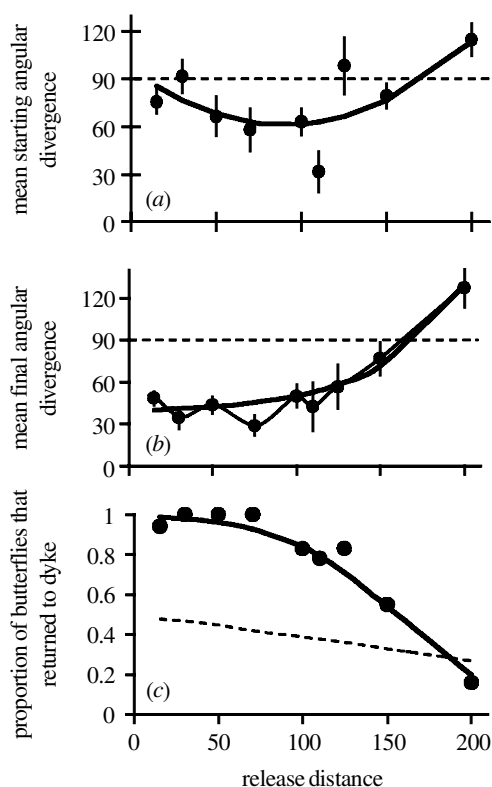 mean starting angular
divergence
120
90
60
30
0
(a)
mean final angular
divergence
120
90
60
30
0
(b)
proportion of butterflies that
returned to dyke
1
0.8
0.6
0.4
0.2
0
(c)
0
50
100
150
200
release distance